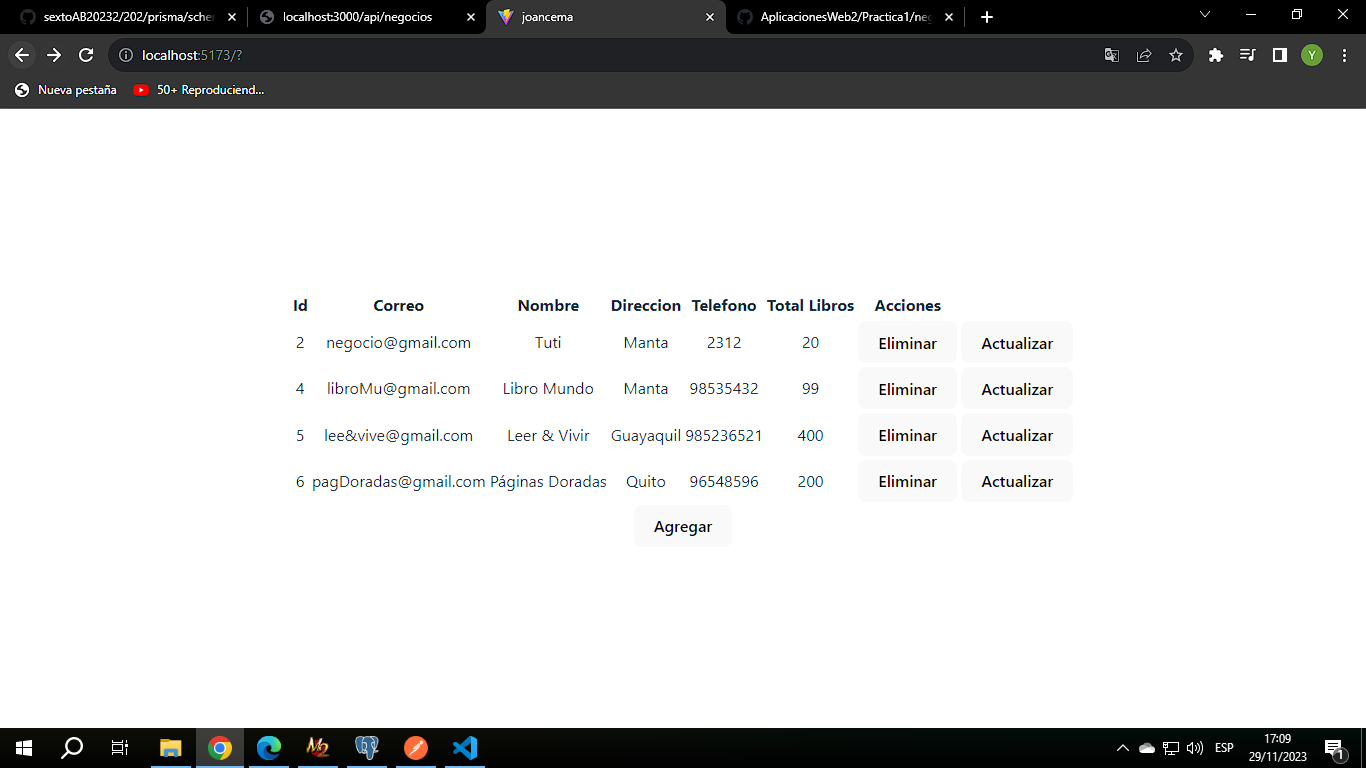 sextoAB20232/202/prisma/sche localhost:3000/api/negocios joancema AplicacionesWeb2/Practica1/neg
localhost:5173/? Y
Nueva pestaña 50+ Reproduciend...
Id Correo Nombre Direccion Telefono Total Libros Acciones
2 negocio@gmail.com Tuti Manta 2312 20 Eliminar Actualizar
4 libroMu@gmail.com Libro Mundo Manta 98535432 99 Eliminar Actualizar
5 lee&vive@gmail.com Leer & Vivir Guayaquil 985236521 400 Eliminar Actualizar
6 pagDoradas@gmail.com Páginas Doradas Quito 96548596 200 Eliminar Actualizar
Agregar
ESP 17:09
29/11/2023 1